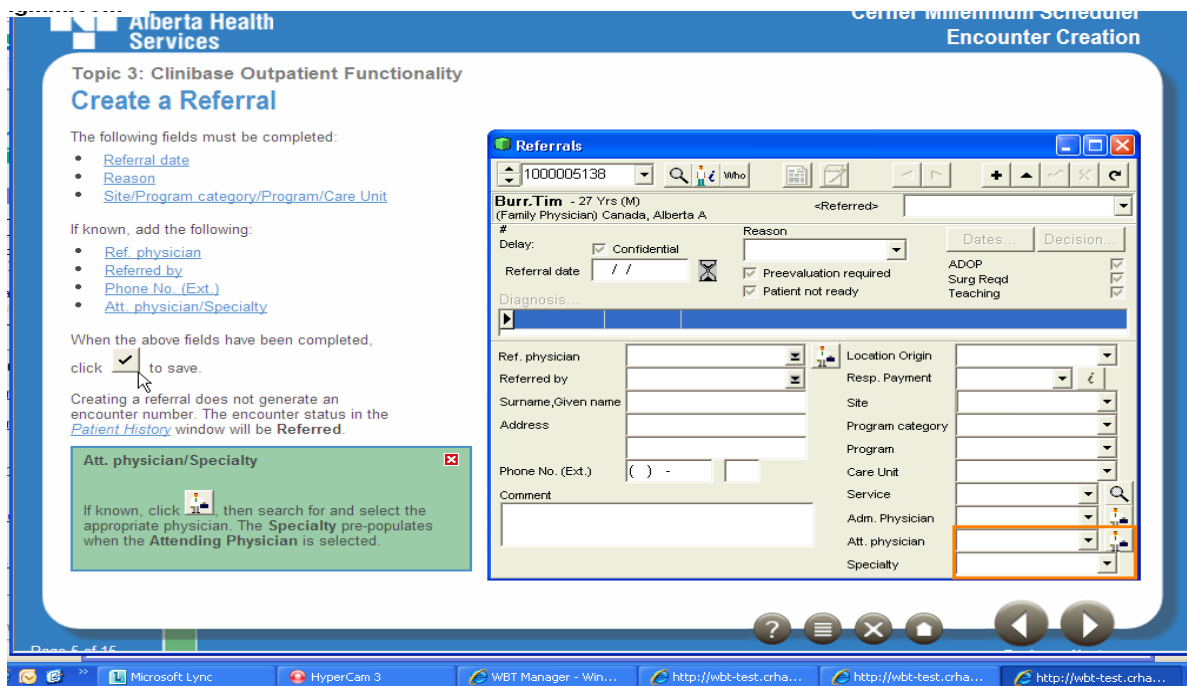 Alberta Health
Services
Cerner Millennium Scheduler
Encounter Creation
Topic 3: Clinibase Outpatient Functionality
Create a Referral
The following fields must be completed:
• Referral date
• Reason
• Site/Program category/Program/Care Unit
If known, add the following:
• Ref. physician
• Referred by
• Phone No. (Ext.)
• Att. physician/Specialty
When the above fields have been completed,
click to save.
Creating a referral does not generate an
encounter number. The encounter status in the
Patient History window will be Referred.
Att. physician/Specialty
If known, click , then search for and select the
appropriate physician. The Specialty pre-populates
when the Attending Physician is selected.
Referrals
1000005138
Who
Burr.Tim - 27 Yrs (M)
(Family Physician) Canada, Alberta A
<Referred>
#
Delay:
Confidential
Reason
Dates...
Decision...
Referral date / /
Preevaluation required
Patient not ready
ADOP
Surg Reqd
Teaching
Diagnosis...
Ref. physician
Referred by
Surname,Given name
Address
Phone No. (Ext.) ( ) -
Comment
Location Origin
Resp. Payment
i
Site
Program category
Program
Care Unit
Service
Adm. Physician
Att. physician
Specialty
?
Page 5 of 15
Microsoft Lync
HyperCam 3
WBT Manager - Win...
http://wbt-test.crha...
http://wbt-test.crha...
http://wbt-test.crha...